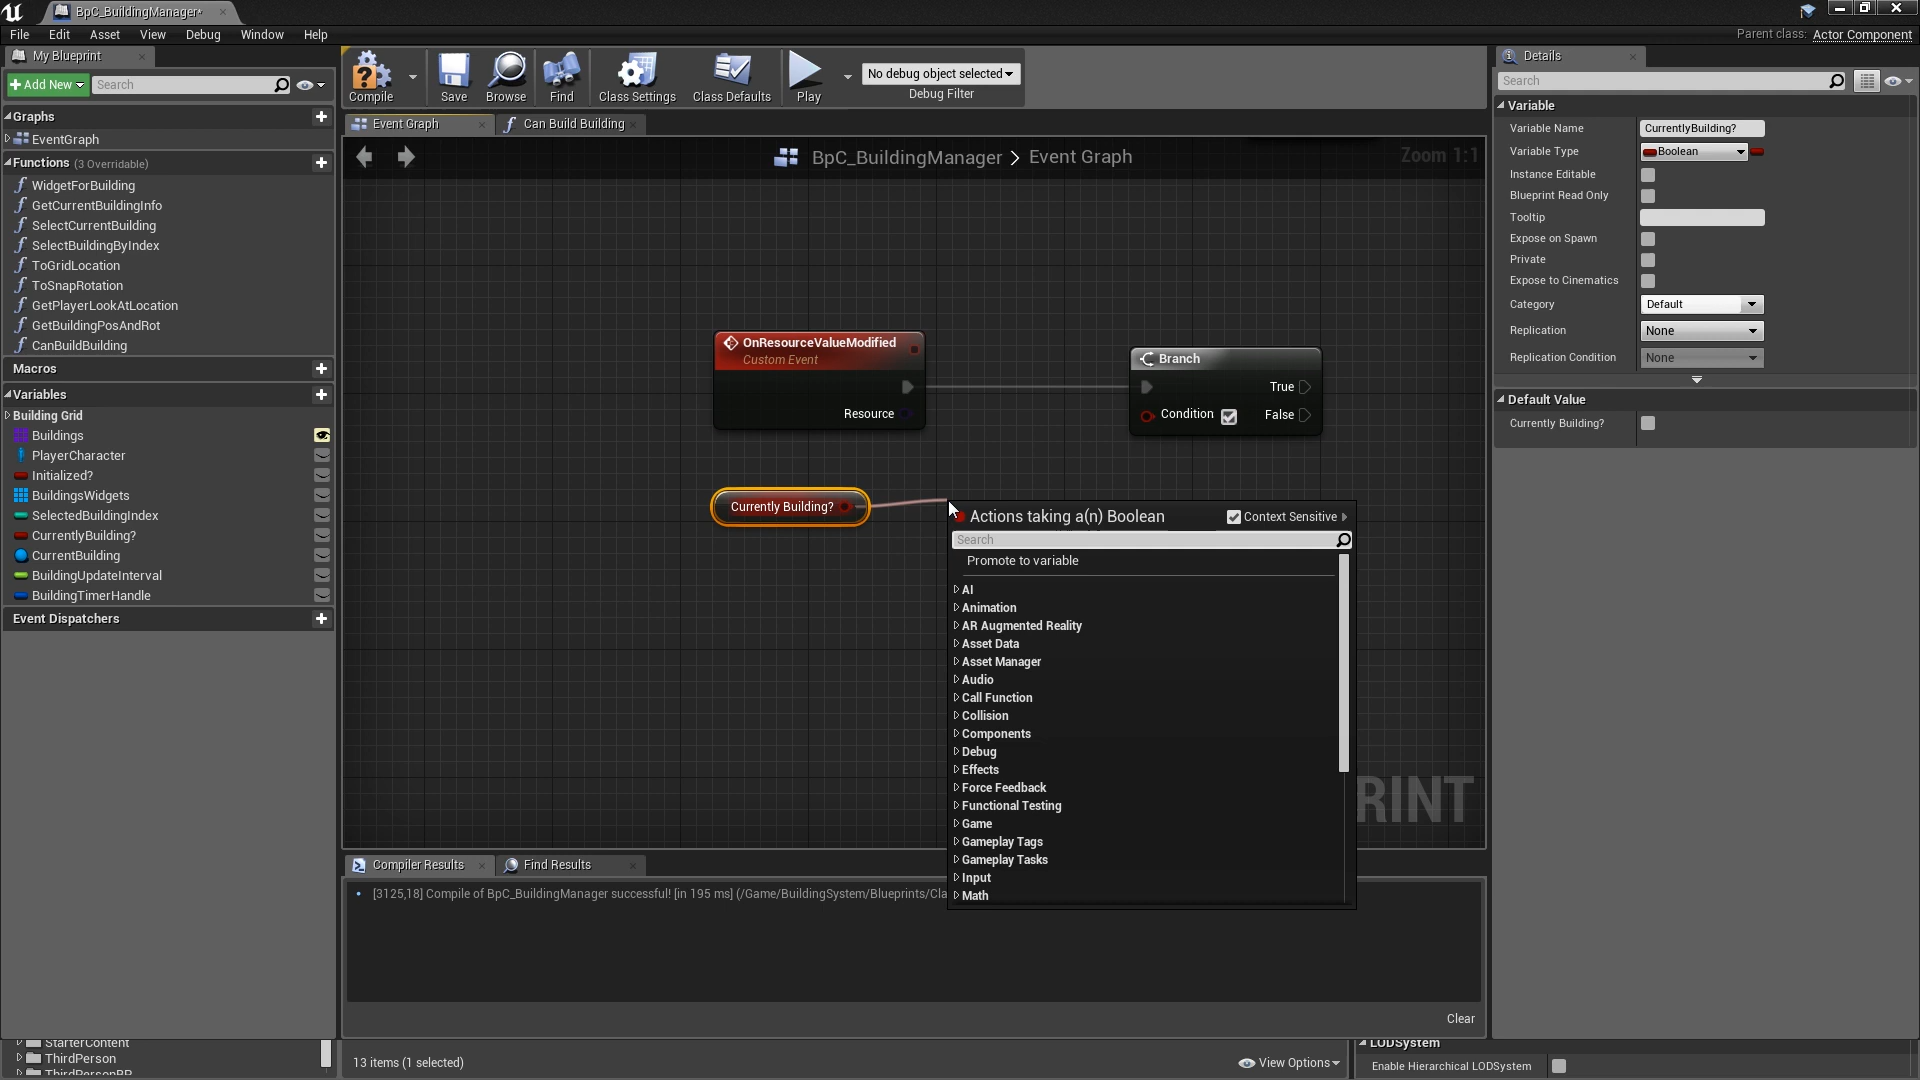 BpC_BuildingManager*
File Edit Asset View Debug Window Help
Parent class: Actor Component
My Blueprint
Add New
Search
Graphs
EventGraph
Functions (3 Overridable)
WidgetForBuilding
GetCurrentBuildingInfo
SelectCurrentBuilding
SelectBuildingByIndex
ToGridLocation
ToSnapRotation
GetPlayerLookAtLocation
GetBuildingPosAndRot
CanBuildBuilding
Macros
Variables
Building Grid
Buildings
PlayerCharacter
Initialized?
BuildingsWidgets
SelectedBuildingIndex
CurrentlyBuilding?
CurrentBuilding
BuildingUpdateInterval
BuildingTimerHandle
Event Dispatchers
StarterContent
ThirdPerson
ThirdPersonBP
Compile
Save
Browse
Find
Class Settings
Class Defaults
Play
No debug object selected
Debug Filter
Event Graph
Can Build Building
BpC_BuildingManager > Event Graph
Zoom 1:1
OnResourceValueModified
Custom Event
Resource
Branch
True
Condition
False
Currently Building?
Actions taking a(n) Boolean
Context Sensitive
Search
Promote to variable
AI
Animation
AR Augmented Reality
Asset Data
Asset Manager
Audio
Call Function
Collision
Components
Debug
Effects
Force Feedback
Functional Testing
Game
Gameplay Tags
Gameplay Tasks
Input
Math
RINT
Compiler Results
Find Results
[3125,18] Compile of BpC_BuildingManager successful! [in 195 ms] (/Game/BuildingSystem/Blueprints/Cla
Clear
13 items (1 selected)
View Options
Details
Search
Variable
Variable Name CurrentlyBuilding?
Variable Type Boolean
Instance Editable
Blueprint Read Only
Tooltip
Expose on Spawn
Private
Expose to Cinematics
Category Default
Replication None
Replication Condition None
Default Value
Currently Building?
LODSystem
Enable Hierarchical LODSystem